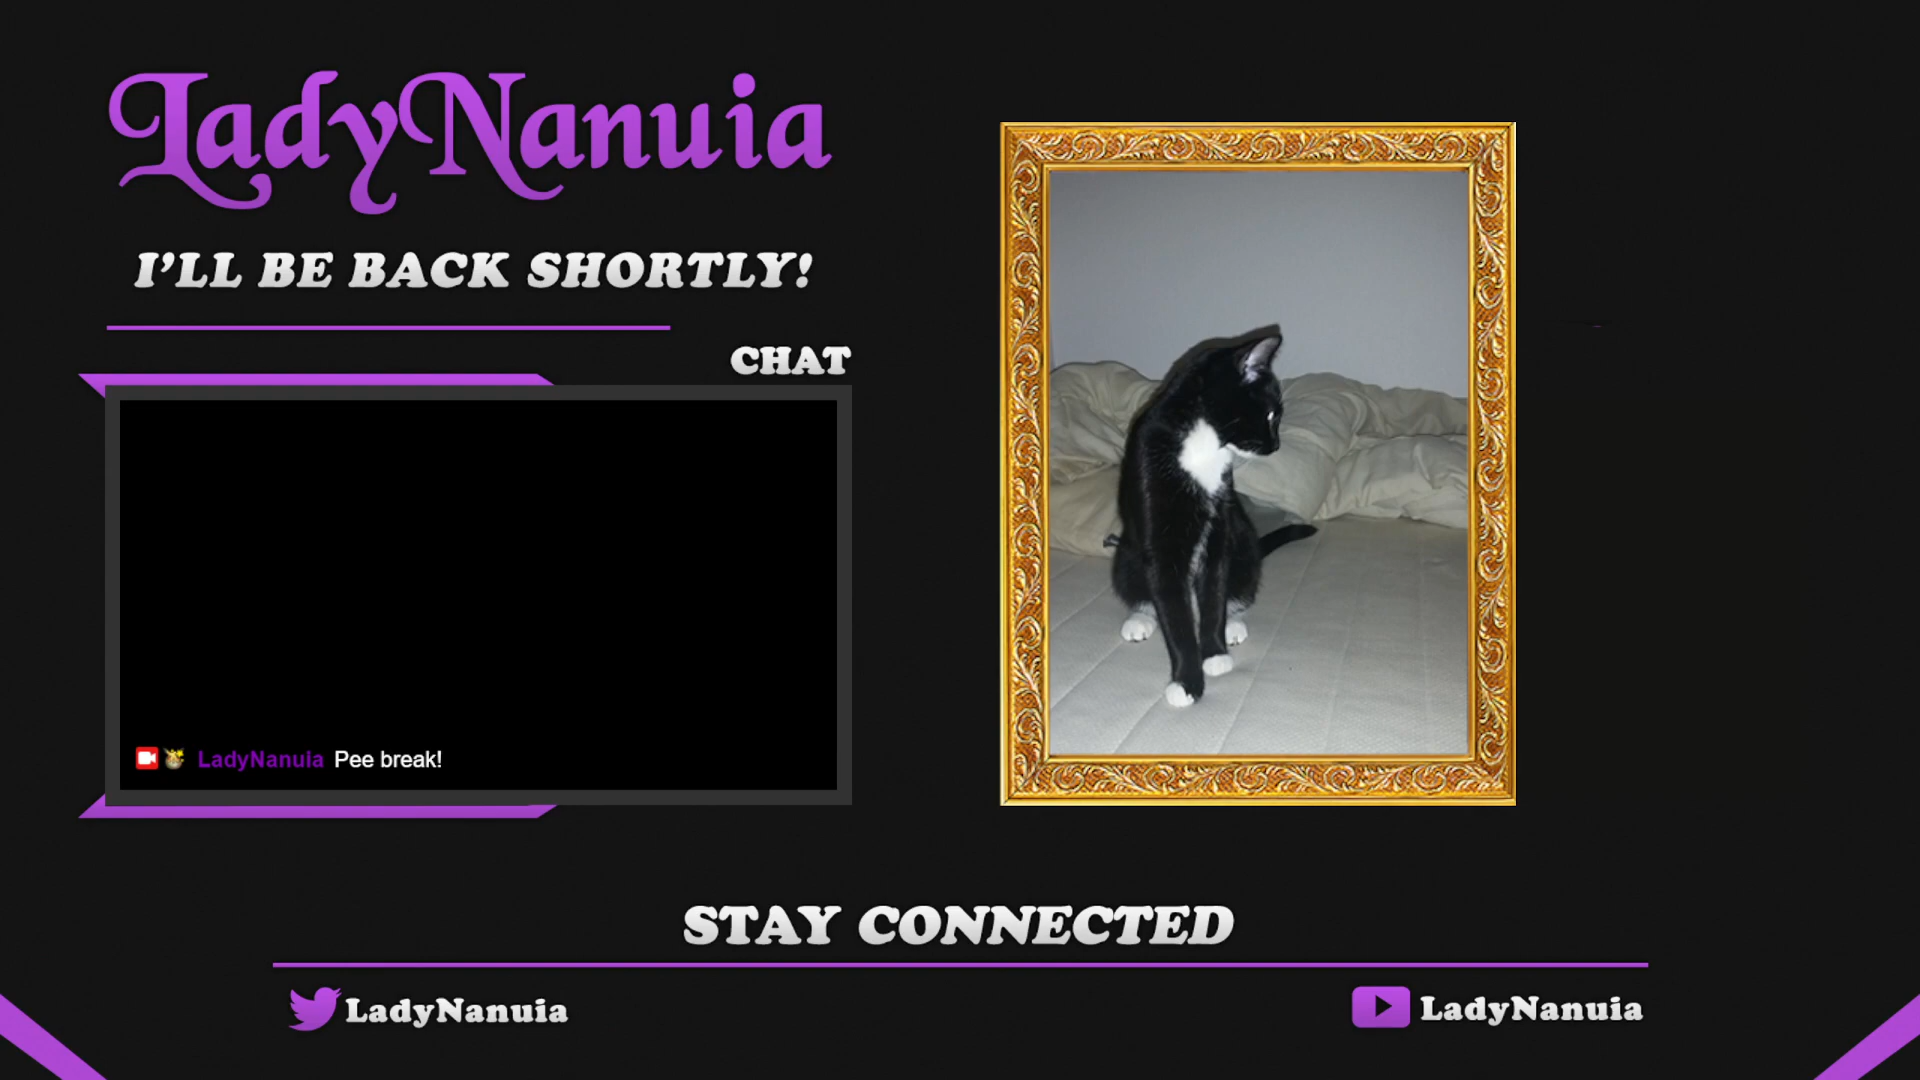 LadyNanuia
I'LL BE BACK SHORTLY!
CHAT
LadyNanuia Pee break!
STAY CONNECTED
LadyNanuia
LadyNanuia